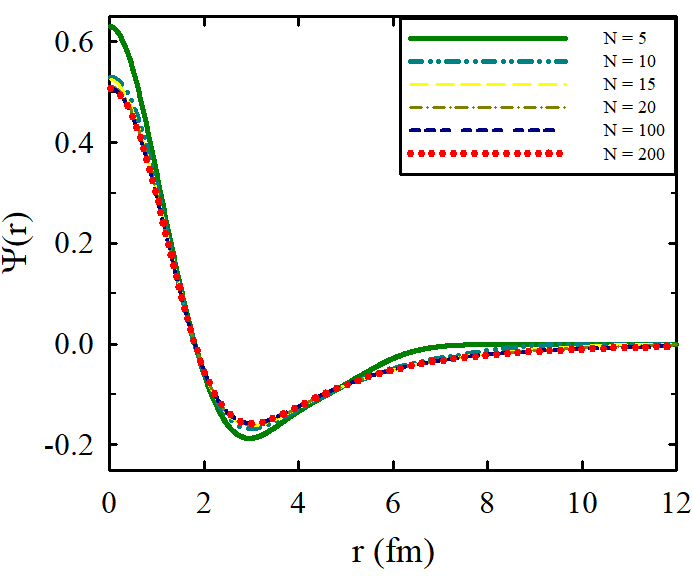 Ψ(r)
0.6
0.4
0.2
0.0
-0.2
N = 5
N = 10
N = 15
N = 20
N = 100
N = 200
0 2 4 6 8 10 12
r (fm)